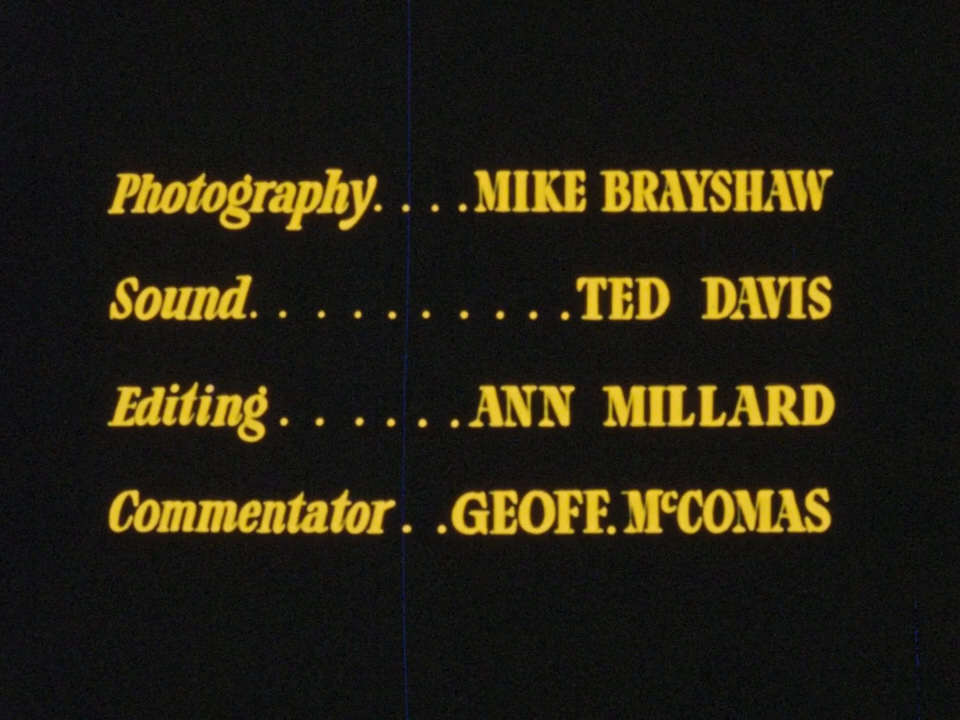 Photography. . . .MIKE BRAYSHAW
Sound. . . . . . . . . . .TED DAVIS
Editing . . . . . .ANN MILLARD
Commentator . .GEOFF. McCOMAS